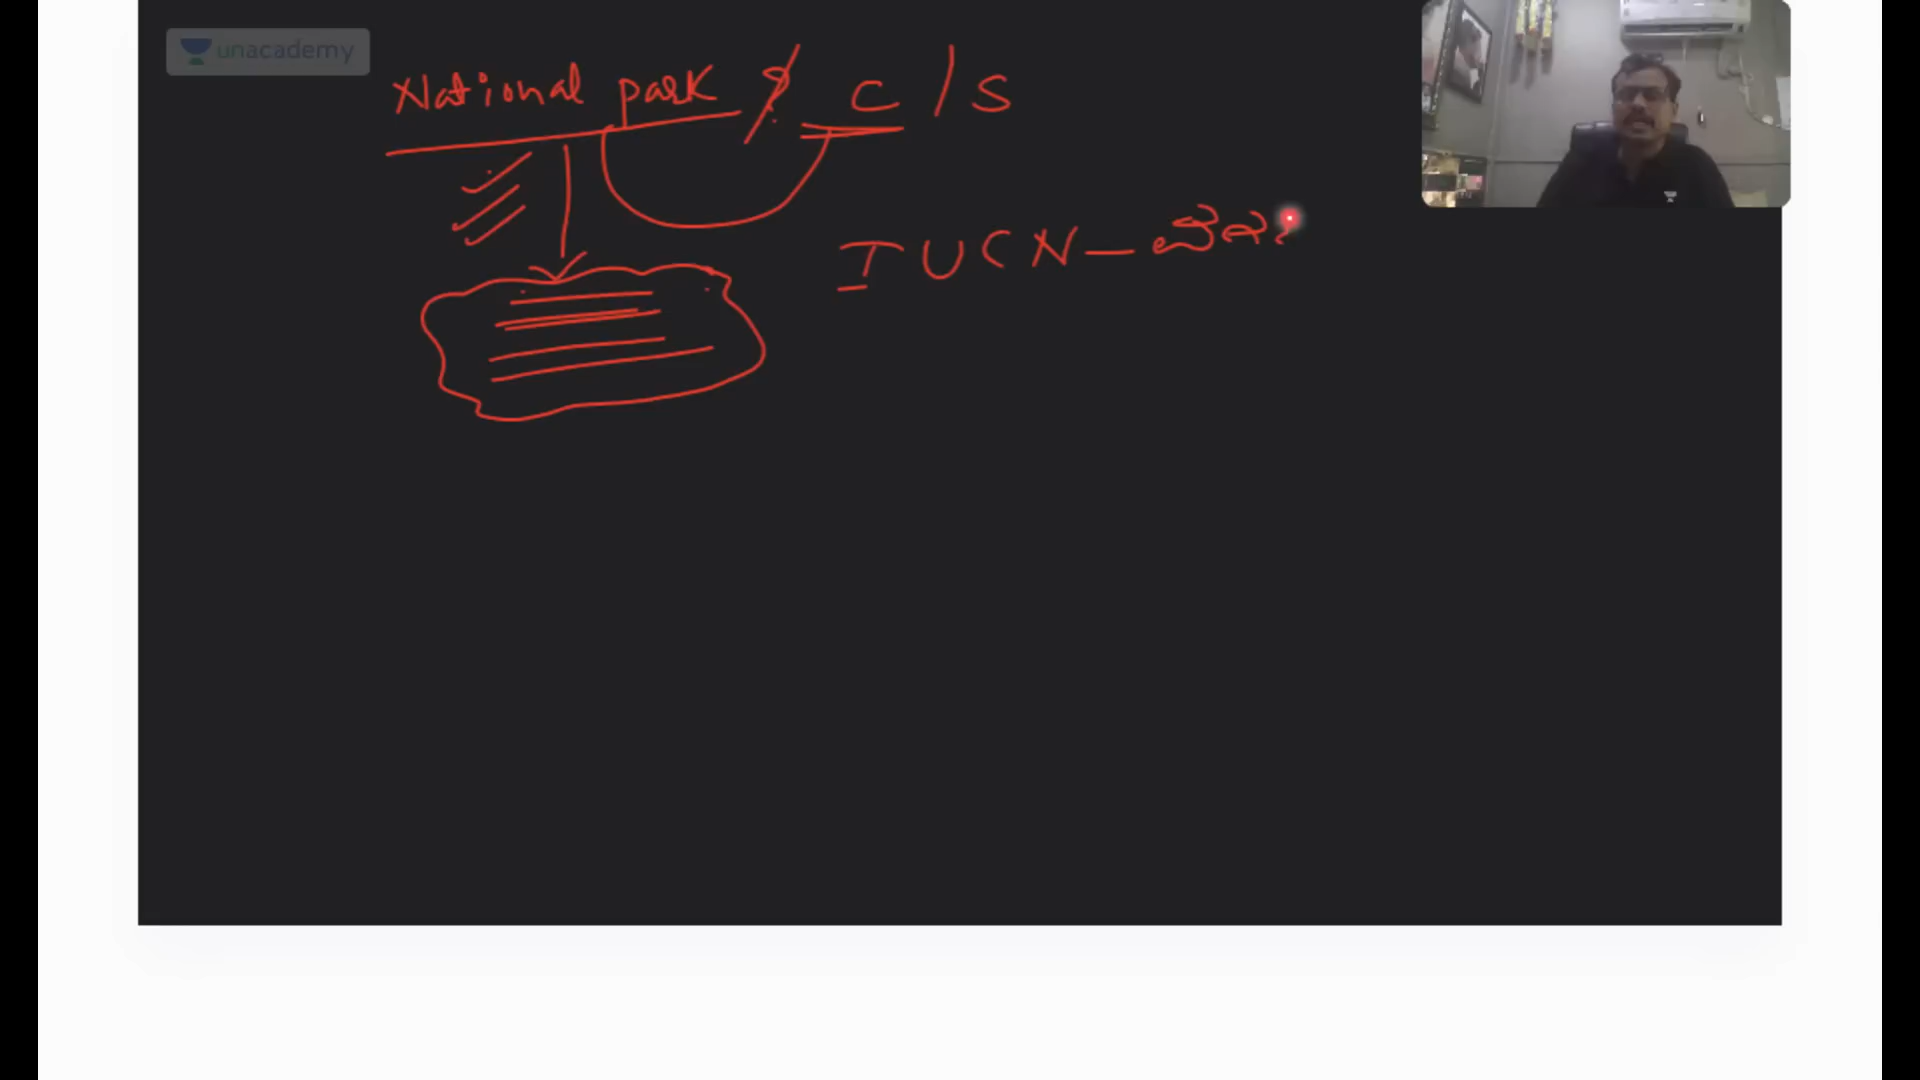 unacademy
National park ? C / S
IUCN –